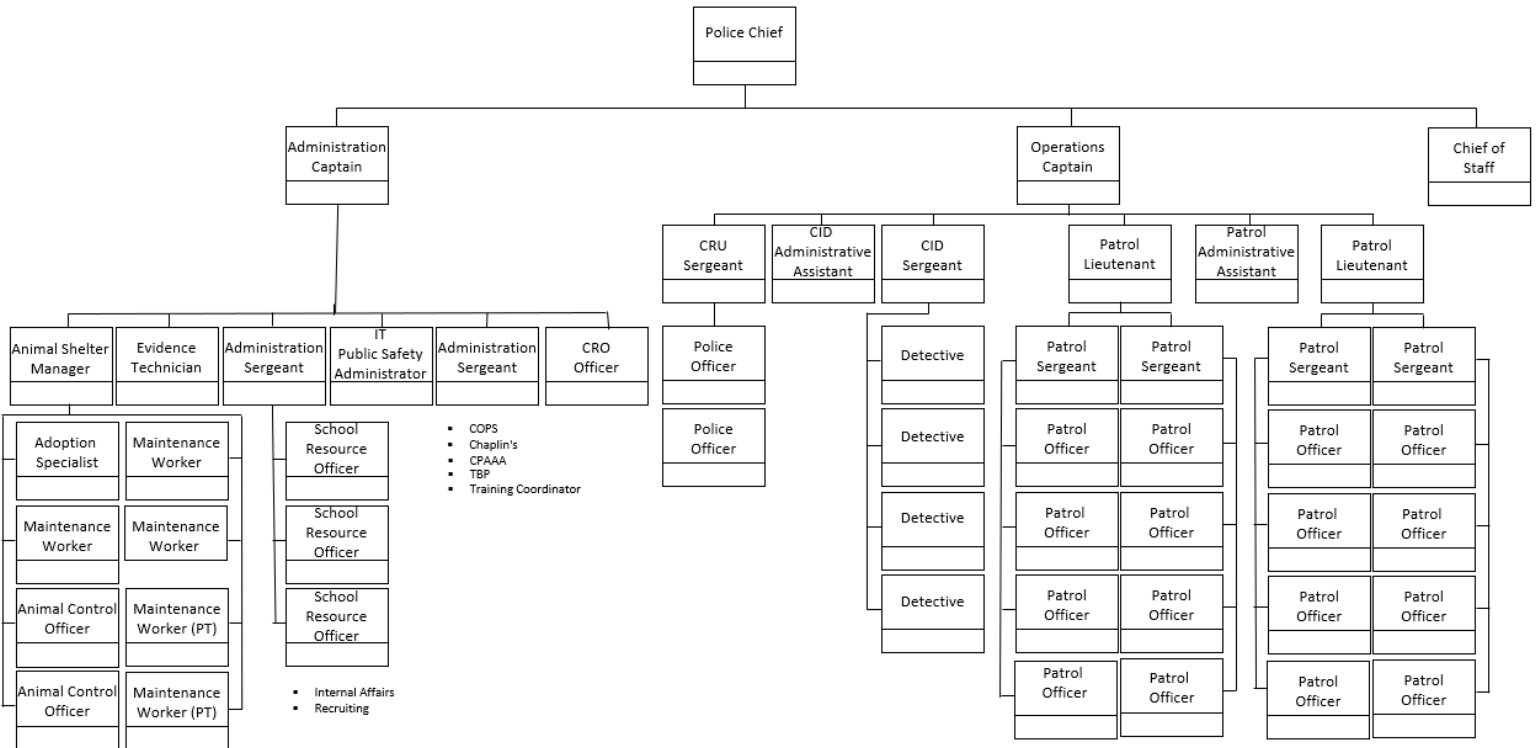 Police Chief
Administration
Captain
Operations
Captain
Chief of
Staff
CRU
Sergeant
CID
Administrative
Assistant
CID
Sergeant
Patrol
Lieutenant
Patrol
Administrative
Assistant
Patrol
Lieutenant
Animal Shelter
Manager
Evidence
Technician
Administration
Sergeant
IT
Public Safety
Administrator
Administration
Sergeant
CRO
Officer
Police
Officer
Detective
Patrol
Sergeant
Patrol
Sergeant
Patrol
Sergeant
Patrol
Sergeant
Adoption
Specialist
Maintenance
Worker
School
Resource
Officer
▪ COPS
▪ Chaplin's
▪ CPAAA
▪ TBP
▪ Training Coordinator
Police
Officer
Detective
Patrol
Officer
Patrol
Officer
Patrol
Officer
Patrol
Officer
Maintenance
Worker
Maintenance
Worker
School
Resource
Officer
Detective
Patrol
Officer
Patrol
Officer
Patrol
Officer
Patrol
Officer
Animal Control
Officer
Maintenance
Worker (PT)
School
Resource
Officer
Detective
Patrol
Officer
Patrol
Officer
Patrol
Officer
Patrol
Officer
Animal Control
Officer
Maintenance
Worker (PT)
▪ Internal Affairs
▪ Recruiting
Patrol
Officer
Patrol
Officer
Patrol
Officer
Patrol
Officer